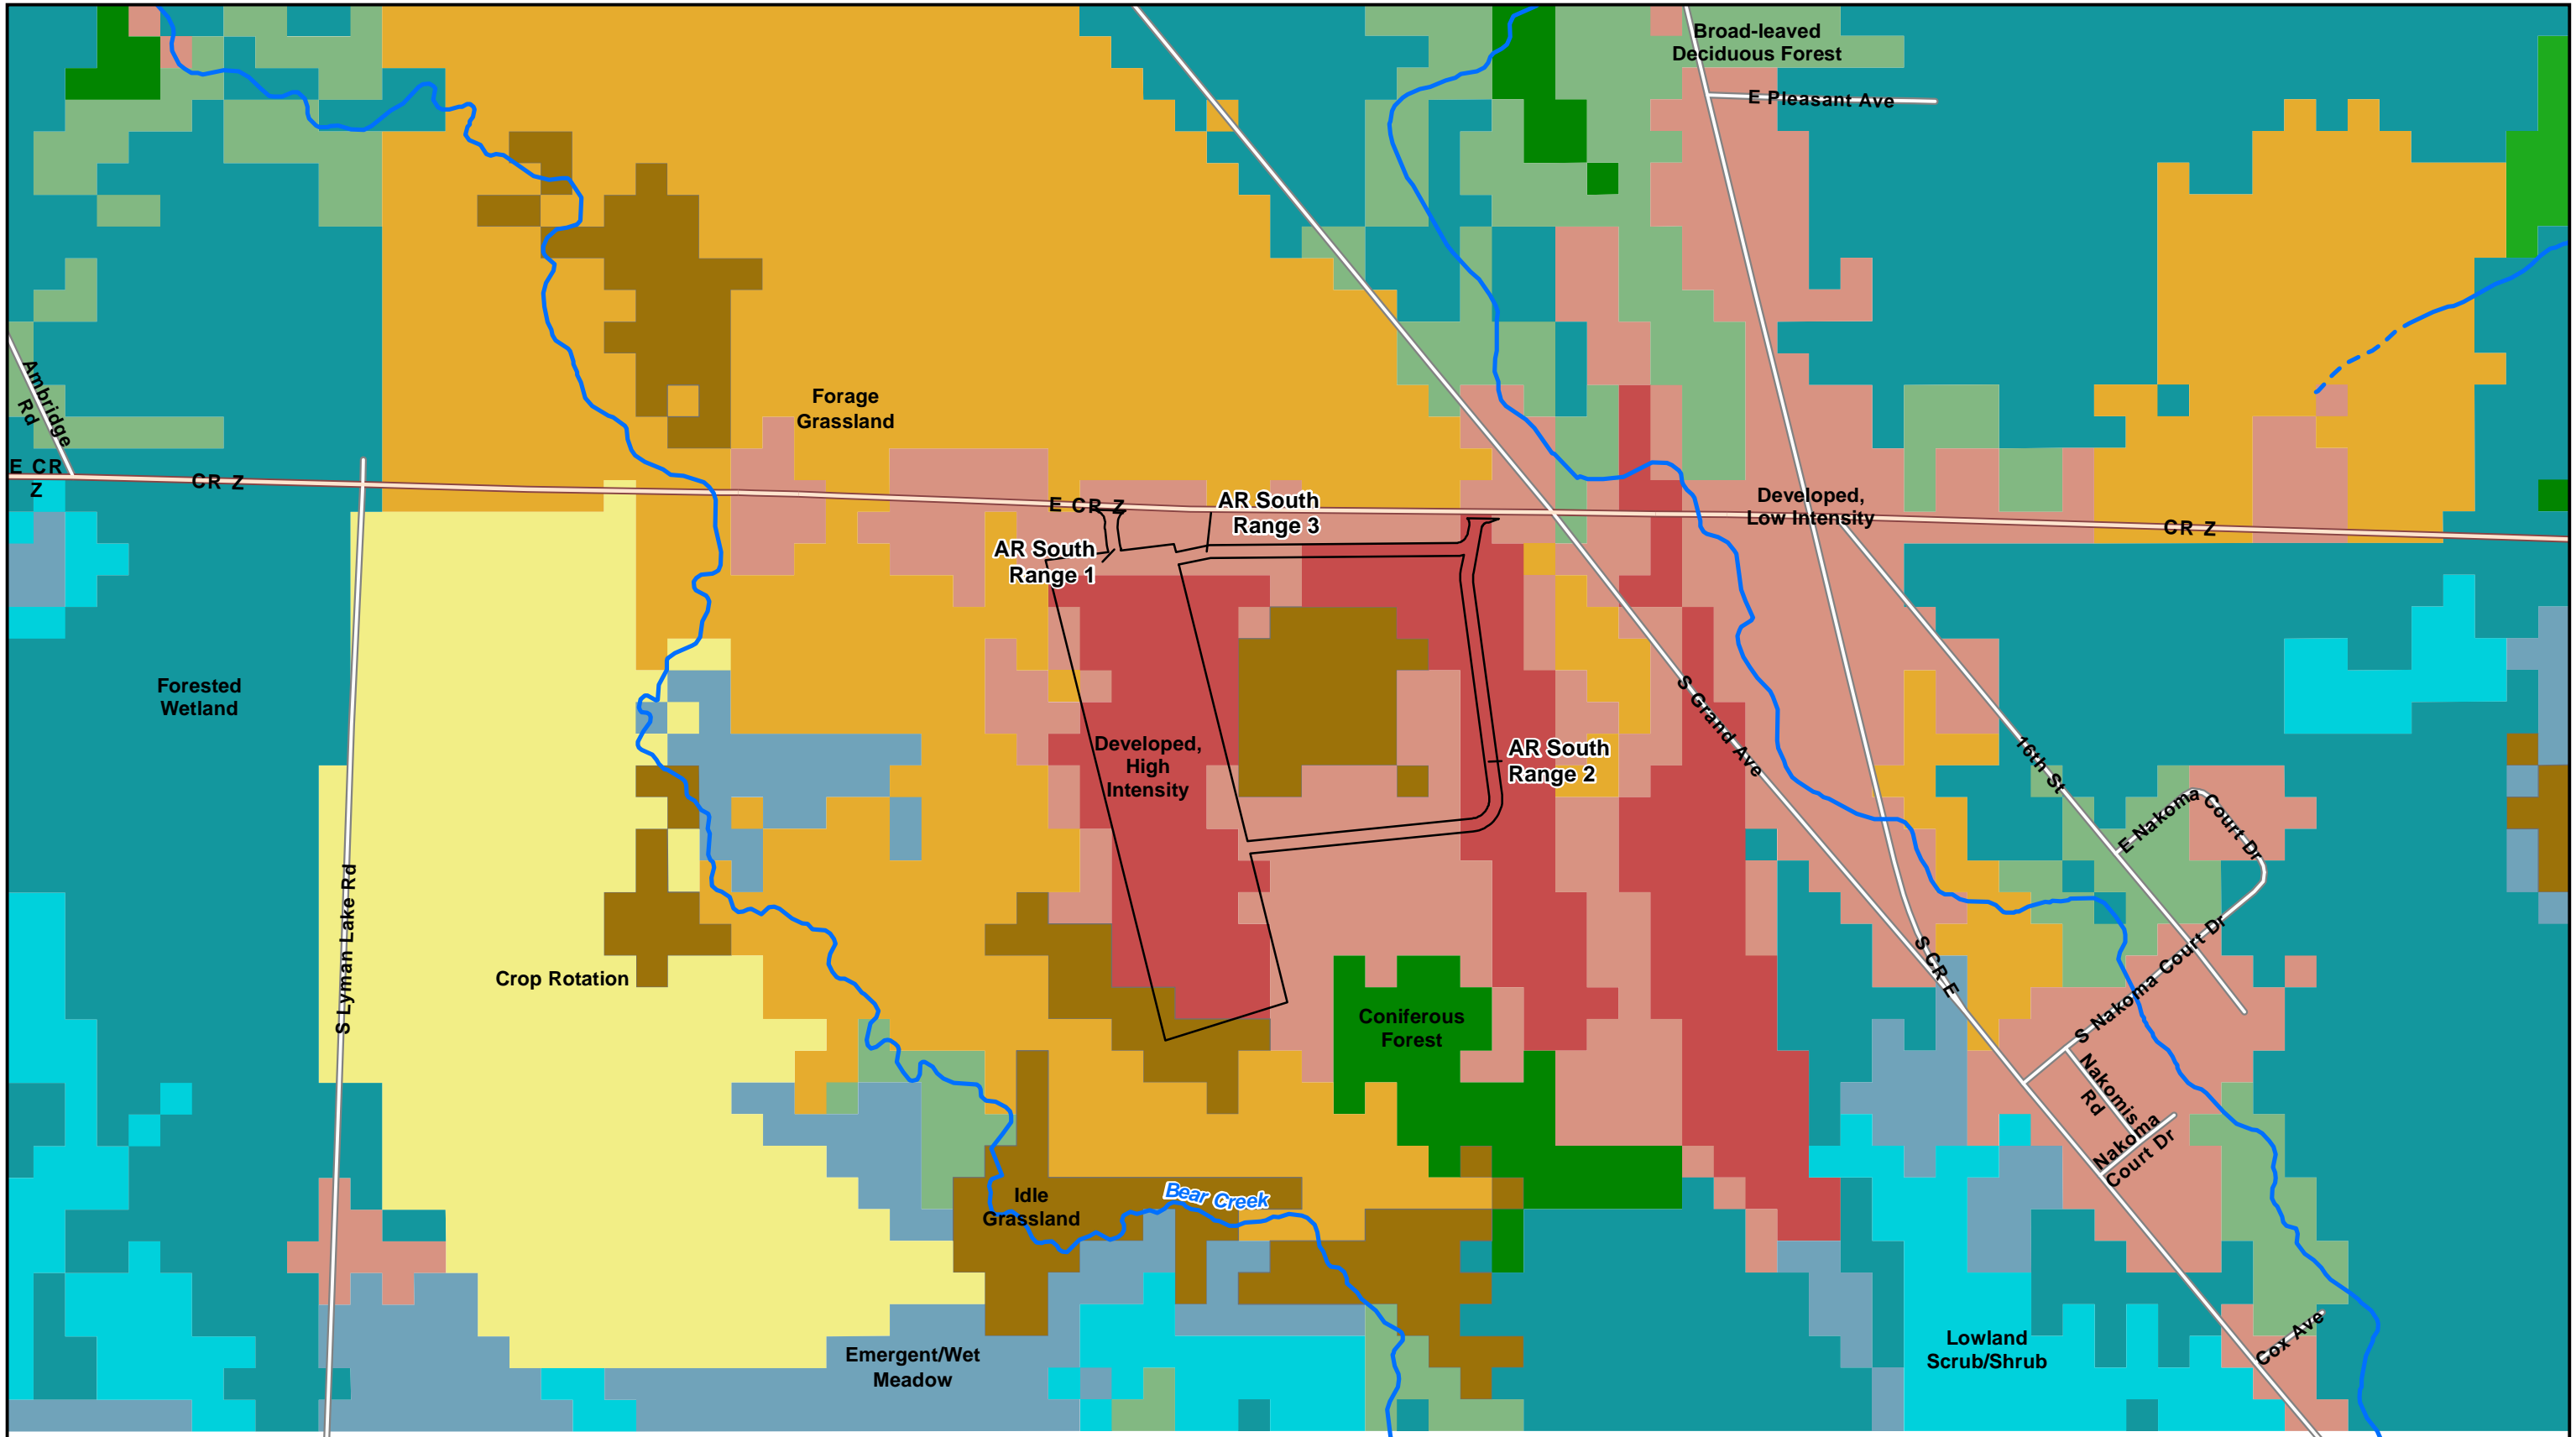 Broad-leaved
Deciduous Forest
E Pleasant Ave
Ambridge
Rd
Forage
Grassland
E CR
Z
CR Z
E CR Z
AR South
Range 3
Developed,
Low Intensity
CR Z
AR South
Range 1
Forested
Wetland
S Grand Ave
Developed,
High
Intensity
AR South
Range 2
16th St
E Nakoma Court Dr
S Lyman Lake Rd
Crop Rotation
S CR E
S Nakoma Court Dr
Coniferous
Forest
Nakomis
Rd
Nakoma
Court Dr
Idle
Grassland
Bear Creek
Emergent/Wet
Meadow
Lowland
Scrub/Shrub
Cox Ave